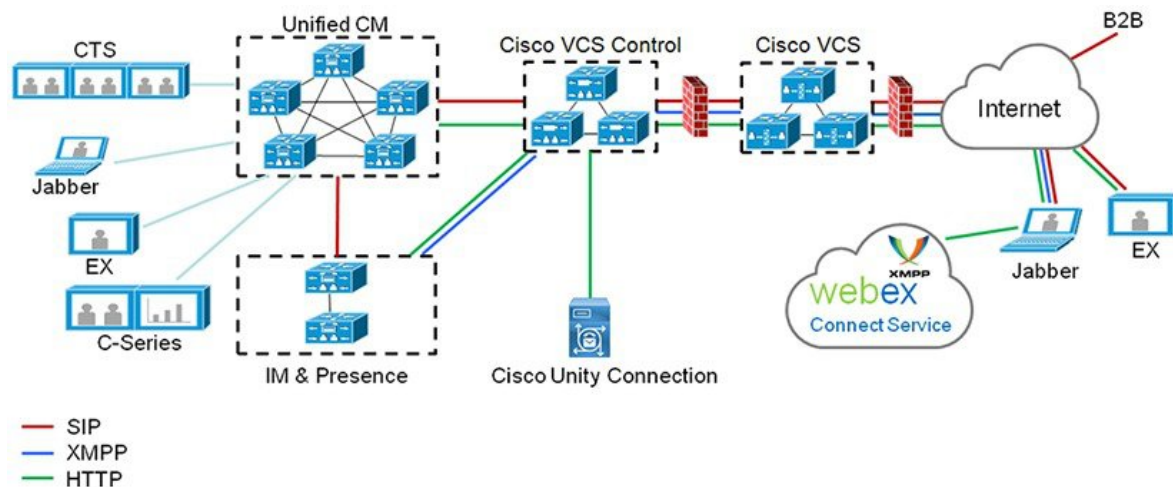 Unified CM
CTS
Cisco VCS Control
Cisco VCS
B2B
Internet
Jabber
EX
C-Series
IM & Presence
Cisco Unity Connection
XMPP
webex
Connect Service
Jabber
EX
SIP
XMPP
HTTP